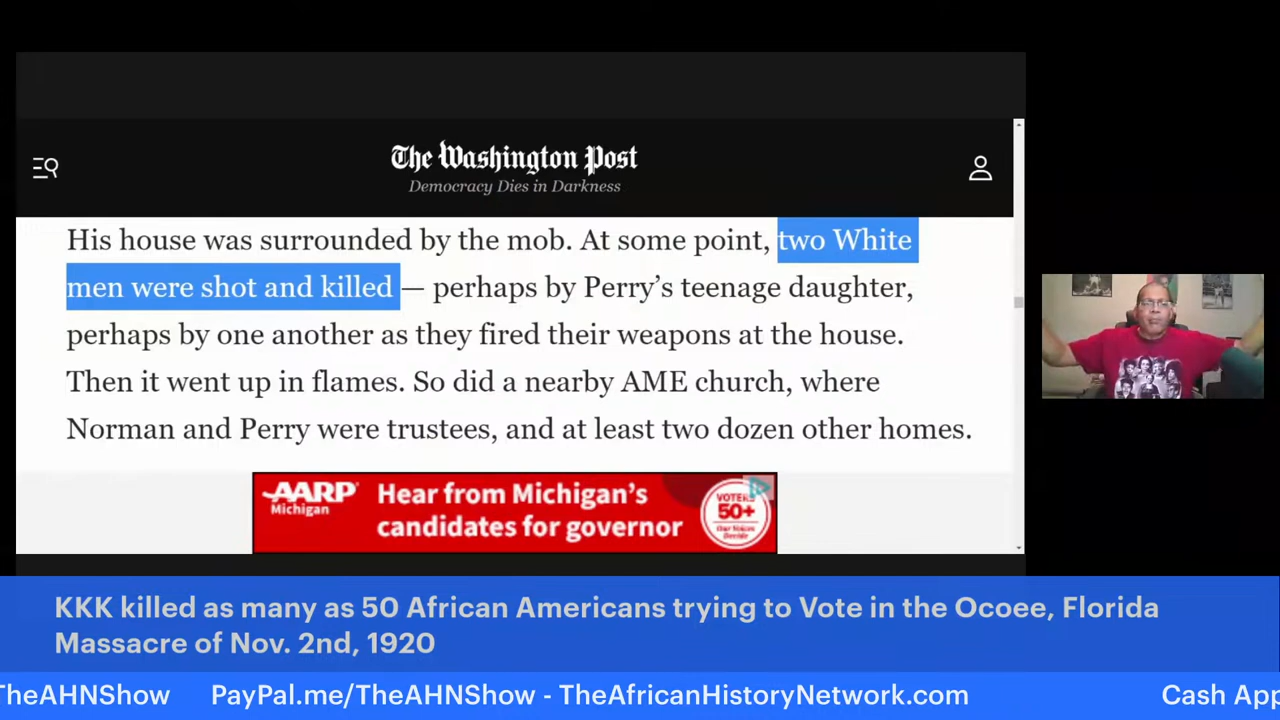 The Washington Post
Democracy Dies in Darkness
His house was surrounded by the mob. At some point, two White
men were shot and killed — perhaps by Perry’s teenage daughter,
perhaps by one another as they fired their weapons at the house.
Then it went up in flames. So did a nearby AME church, where
Norman and Perry were trustees, and at least two dozen other homes.
AARP
Michigan
Hear from Michigan’s
candidates for governor
VOTERS
50+
Our Voices
Decide
KKK killed as many as 50 African Americans trying to Vote in the Ocoee, Florida
Massacre of Nov. 2nd, 1920
TheAHNShow PayPal.me/TheAHNShow - TheAfricanHistoryNetwork.com Cash App